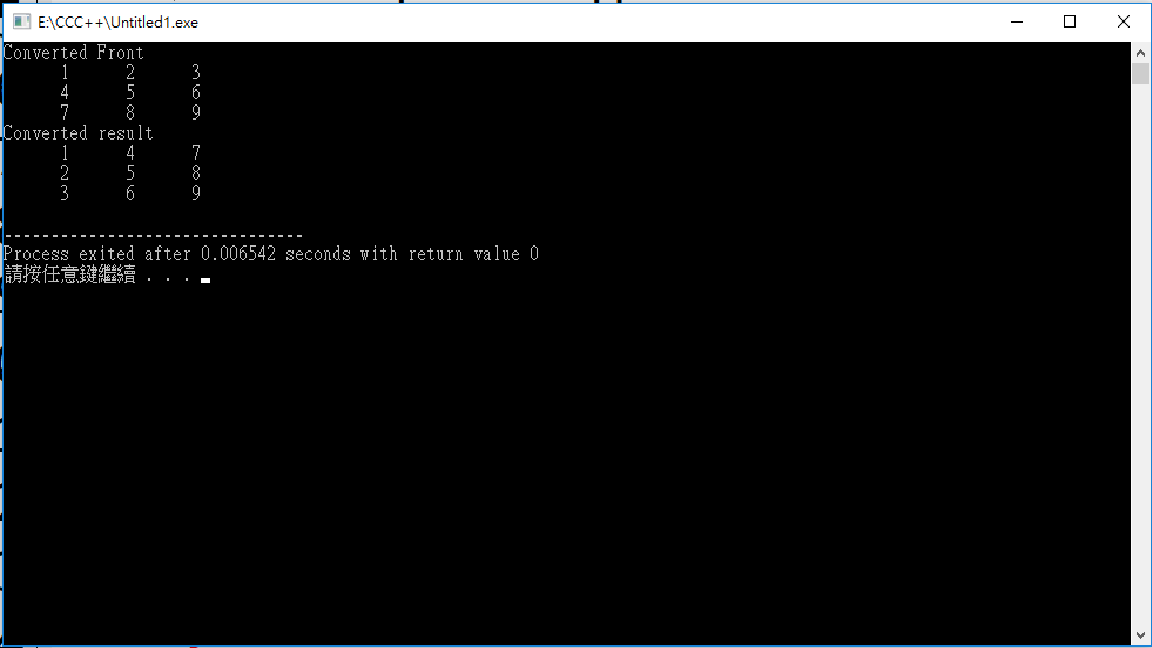 E:\CCC++\Untitled1.exe
Converted Front
1 2 3
4 5 6
7 8 9
Converted result
1 4 7
2 5 8
3 6 9
--------------------------------
Process exited after 0.006542 seconds with return value 0
請按任意鍵繼續 . . .